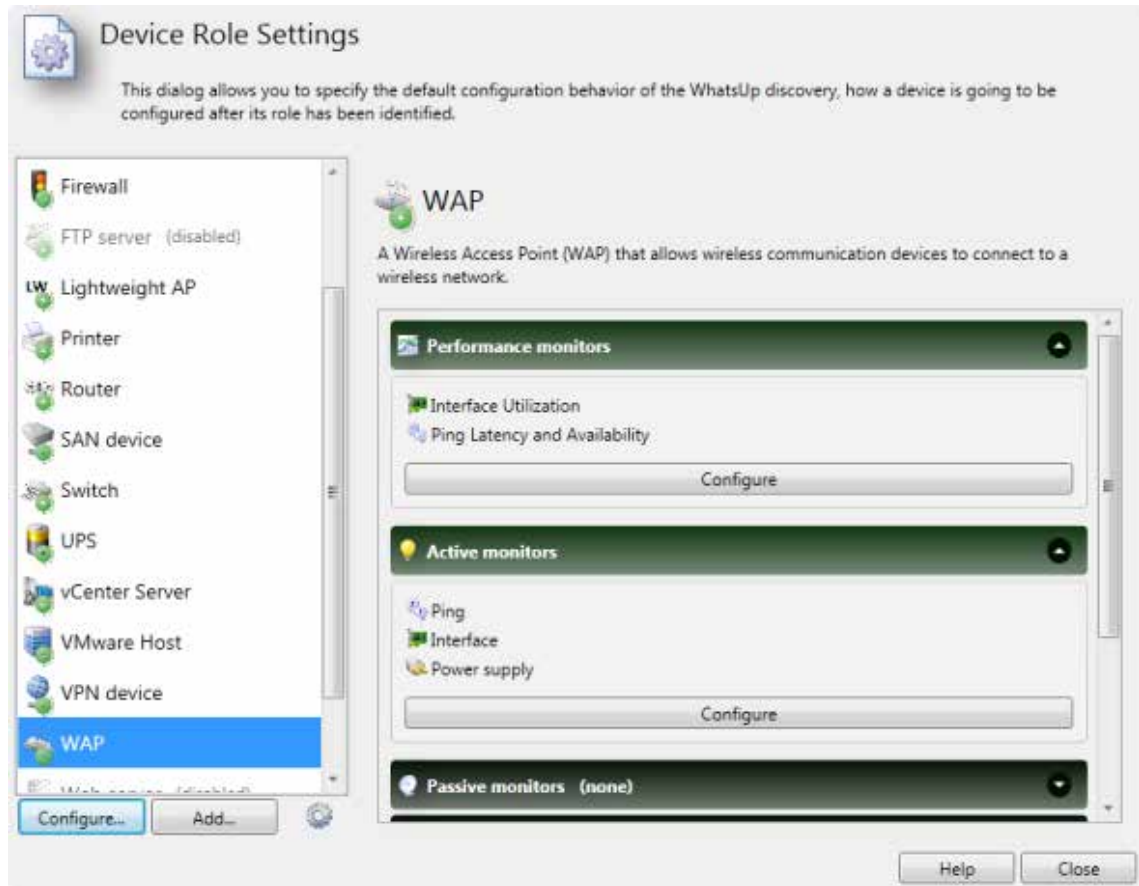 Device Role Settings
This dialog allows you to specify the default configuration behavior of the WhatsUp discovery, how a device is going to be
configured after its role has been identified.
Firewall
FTP server (disabled)
LW Lightweight AP
Printer
Router
SAN device
Switch
UPS
vCenter Server
VMware Host
VPN device
WAP
Web server (disabled)
Configure... Add...
WAP
A Wireless Access Point (WAP) that allows wireless communication devices to connect to a
wireless network.
Performance monitors
Interface Utilization
Ping Latency and Availability
Configure
Active monitors
Ping
Interface
Power supply
Configure
Passive monitors (none)
Help Close